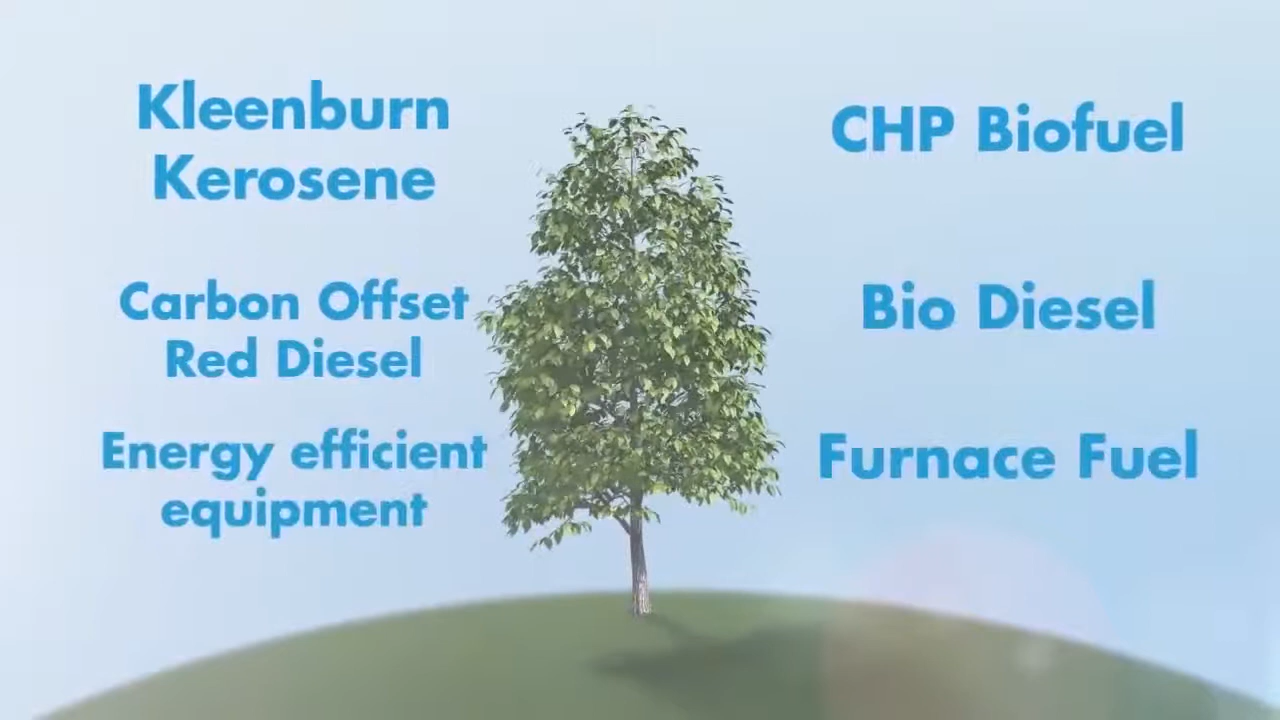 Kleenburn
Kerosene
Carbon Offset
Red Diesel
Energy efficient
equipment
CHP Biofuel
Bio Diesel
Furnace Fuel